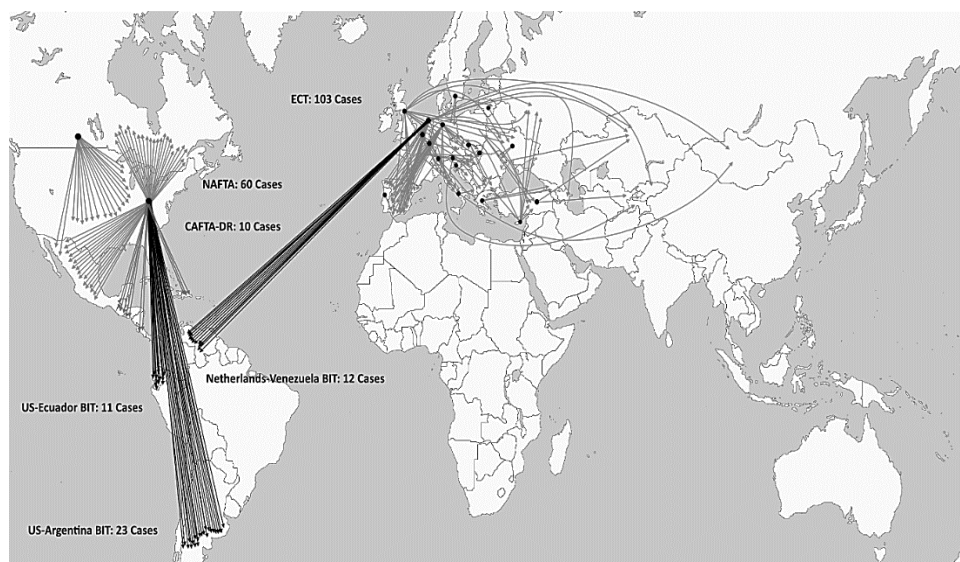 ECT: 103 Cases
NAFTA: 60 Cases
CAFTA-DR: 10 Cases
Netherlands-Venezuela BIT: 12 Cases
US-Ecuador BIT: 11 Cases
US-Argentina BIT: 23 Cases